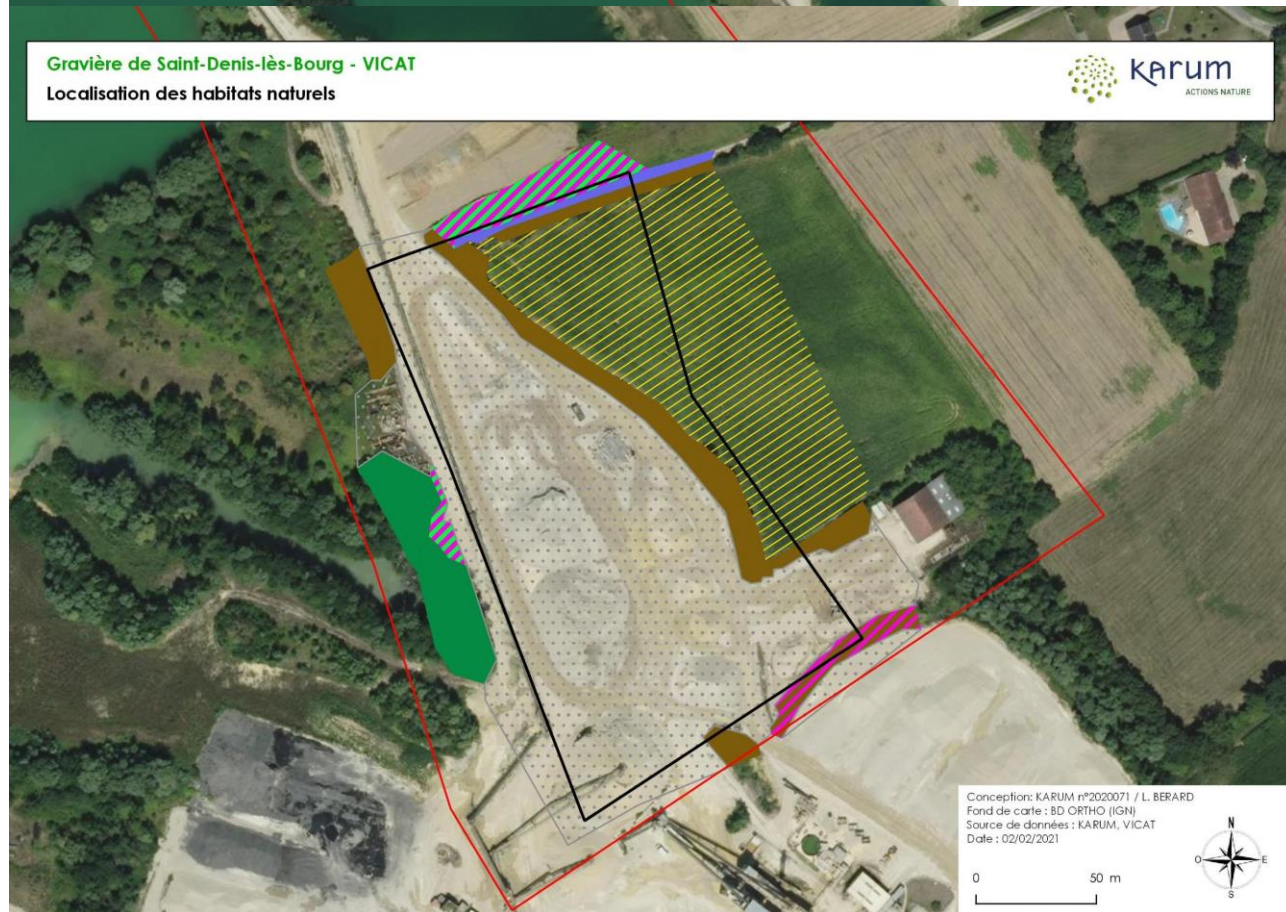 Gravière de Saint-Denis-lès-Bourg - VICAT
Localisation des habitats naturels
KARUM
ACTIONS NATURE
Conception: KARUM n°2020071 / L. BERARD
Fond de carte : BD ORTHO (IGN)
Source de données : KARUM, VICAT
Date : 02/02/2021
N
O
E
S
0
50 m